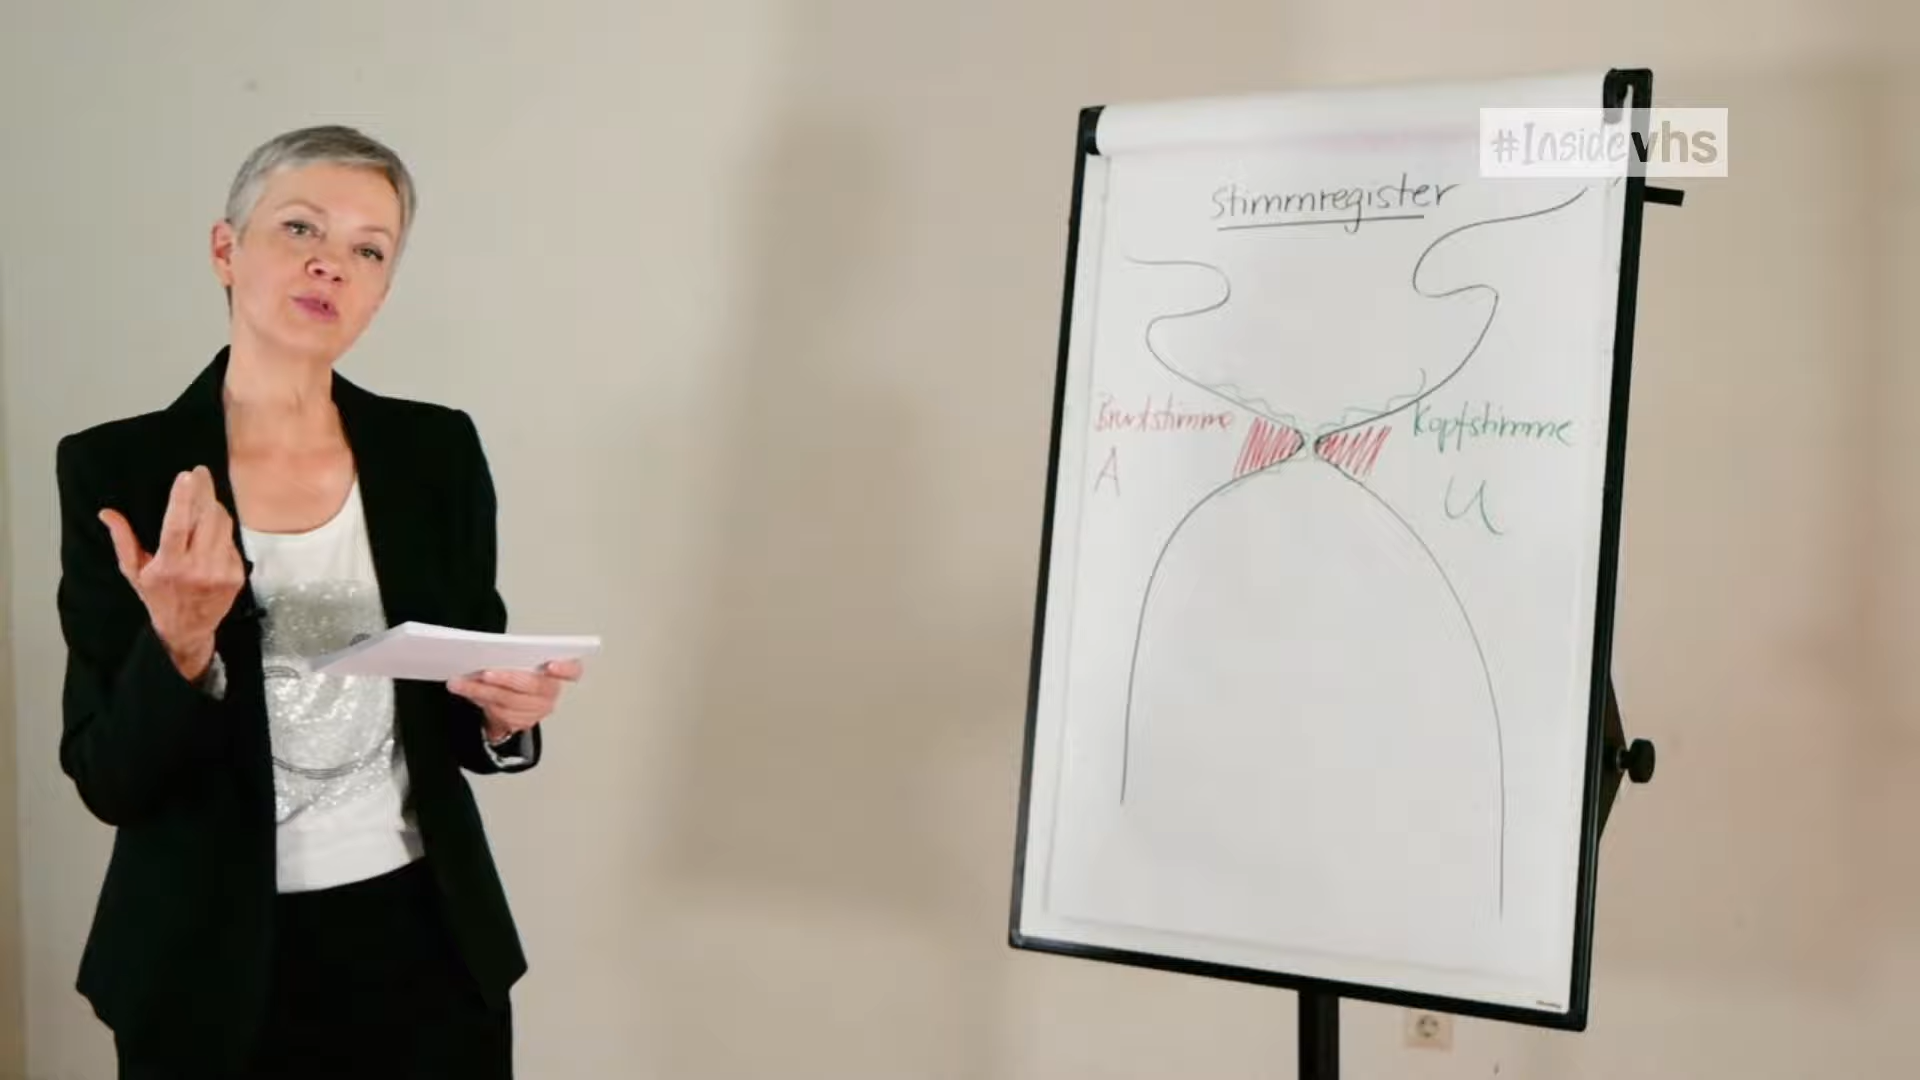 #Insidevhs
Stimmregister
Bruststimme
Kopfstimme
A
U